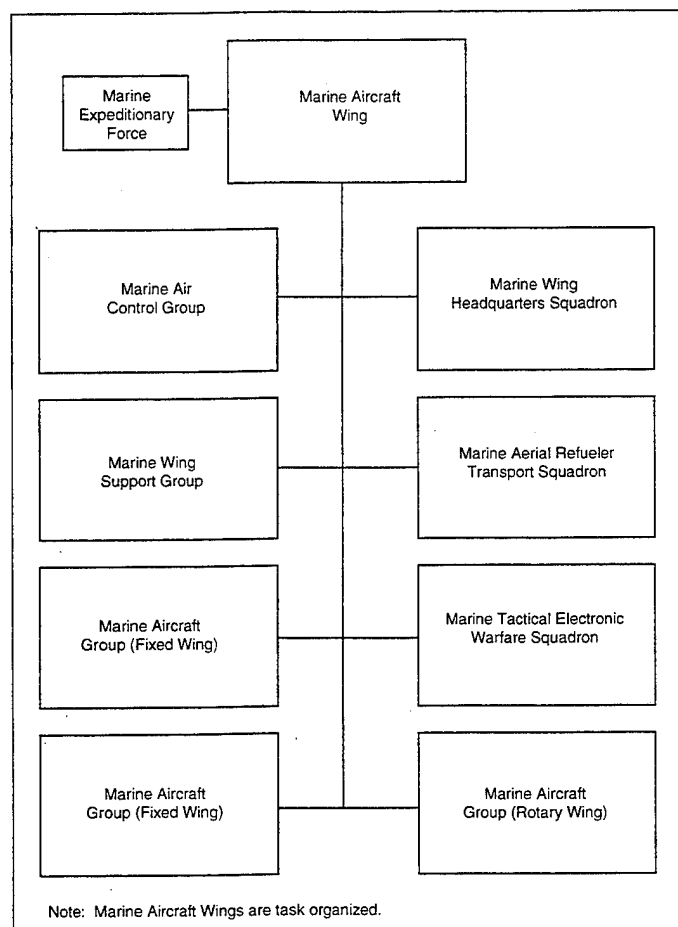 Marine
Expeditionary
Force
Marine Aircraft
Wing
Marine Air
Control Group
Marine Wing
Headquarters Squadron
Marine Wing
Support Group
Marine Aerial Refueler
Transport Squadron
Marine Aircraft
Group (Fixed Wing)
Marine Tactical Electronic
Warfare Squadron
Marine Aircraft
Group (Fixed Wing)
Marine Aircraft
Group (Rotary Wing)
Note: Marine Aircraft Wings are task organized.